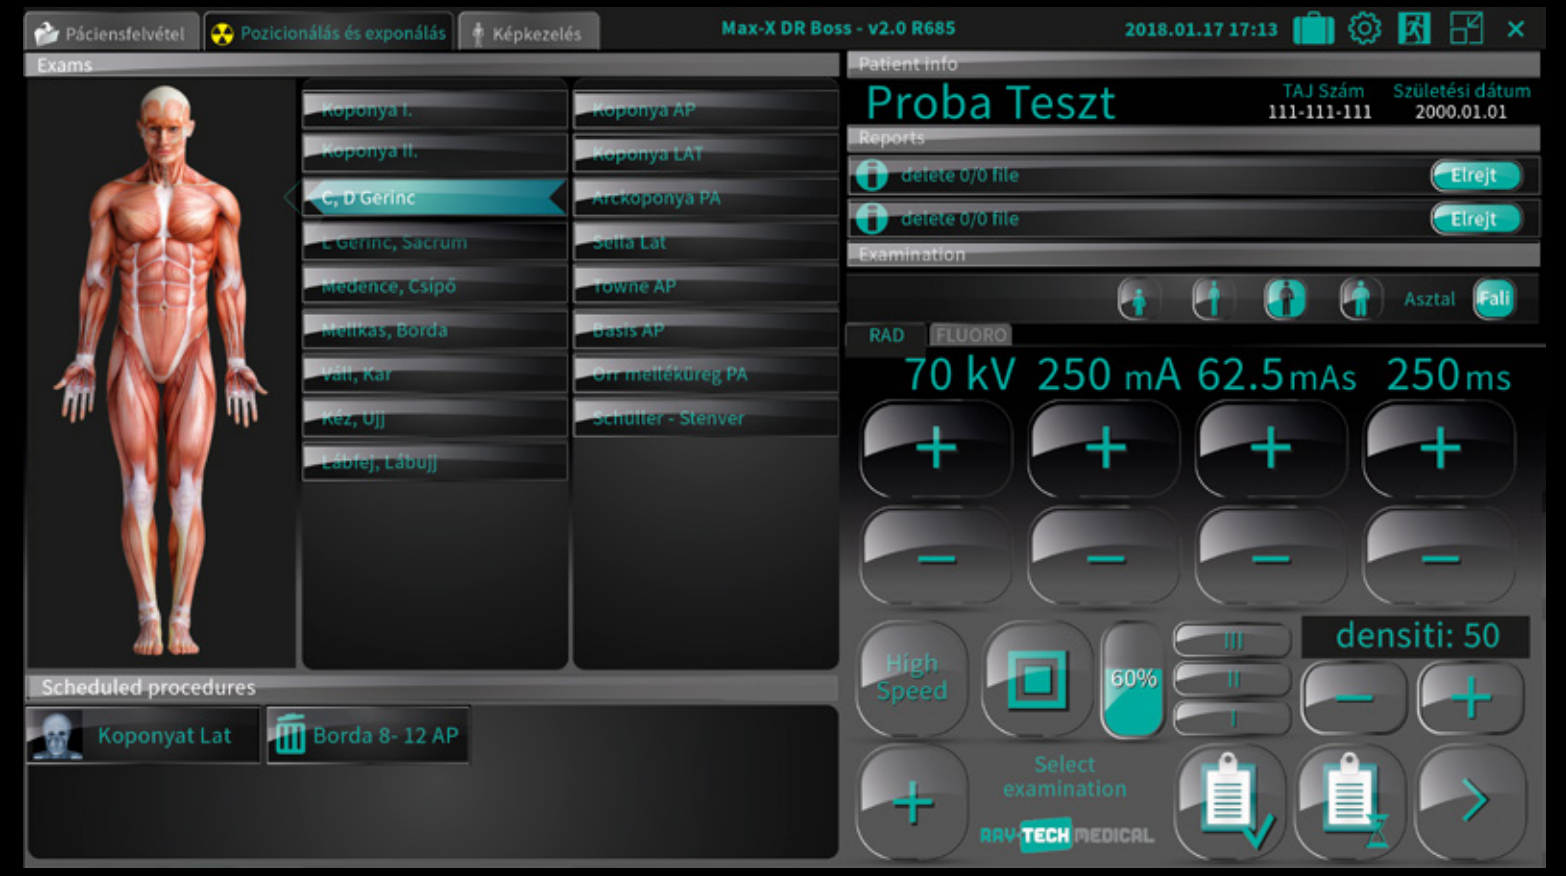 Páciensfelvétel
Pozicionálás és exponálás
Képkezelés
Max-X DR Boss - v2.0 R685
2018.01.17 17:13
Exams
Koponya I.
Koponya II.
C, D Gerinc
L Gerinc, Sacrum
Medence, Csípő
Mellkas, Borda
Váll, Kar
Kéz, Ujj
Lábfej, Lábujj
Koponya AP
Koponya LAT
Arckoponya PA
Sella Lat
Towne AP
Basis AP
Orr melléküreg PA
Schüller - Stenver
Scheduled procedures
Koponyat Lat
Borda 8- 12 AP
Patient info
Proba Teszt
TAJ Szám
111-111-111
Születési dátum
2000.01.01
Reports
delete 0/0 file
Elrejt
delete 0/0 file
Elrejt
Examination
Asztal
Fali
RAD
FLUORO
70 kV 250 mA 62.5 mAs 250 ms
High
Speed
60%
III
II
I
densiti: 50
Select
examination
RAY-TECH MEDICAL